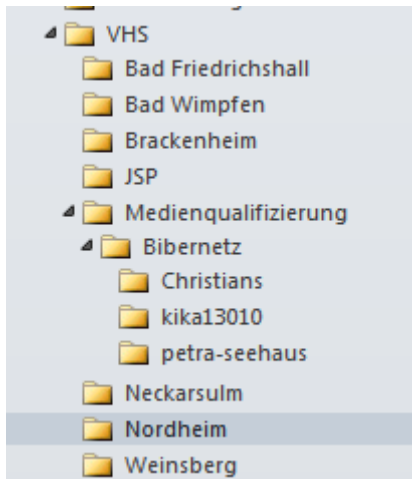 VHS
Bad Friedrichshall
Bad Wimpfen
Brackenheim
JSP
Medienqualifizierung
Bibernetz
Christians
kika13010
petra-seehaus
Neckarsulm
Nordheim
Weinsberg